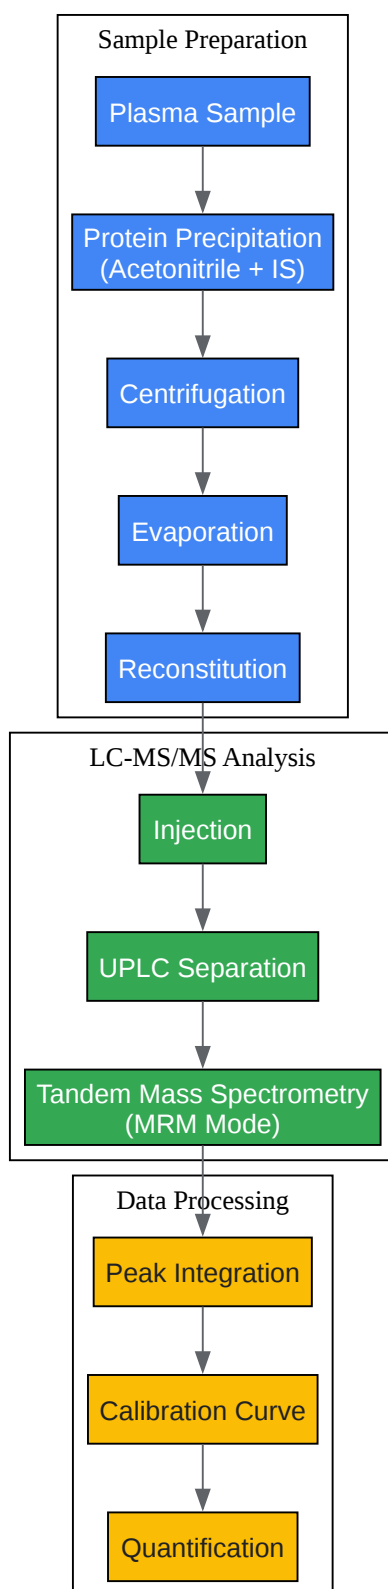 Sample Preparation
Plasma Sample
Protein Precipitation
(Acetonitrile + IS)
Centrifugation
Evaporation
Reconstitution
LC-MS/MS Analysis
Injection
UPLC Separation
Tandem Mass Spectrometry
(MRM Mode)
Data Processing
Peak Integration
Calibration Curve
Quantification